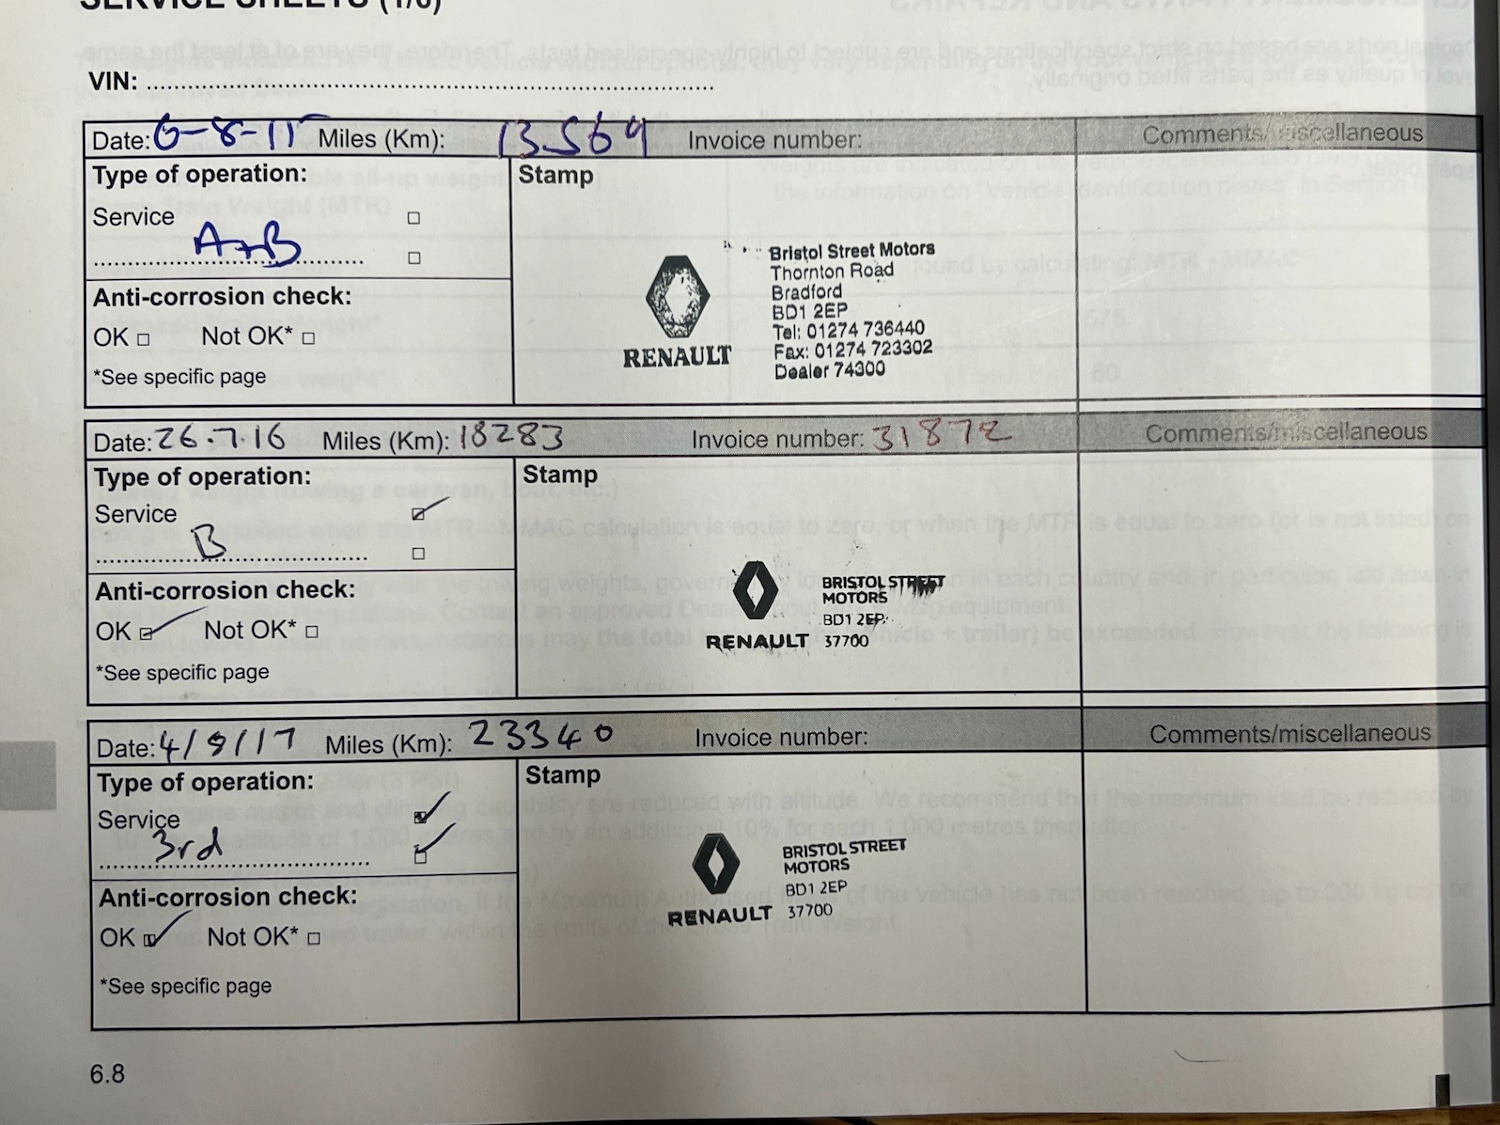 SERVICE SHEETS (1/6)
VIN:
Date: 6-8-15 Miles (Km): 13569 Invoice number: Comments/miscellaneous
Type of operation:
Stamp
Service
A+B
Anti-corrosion check:
OK Not OK*
*See specific page
RENAULT
Bristol Street Motors
Thornton Road
Bradford
BD1 2EP
Tel: 01274 736440
Fax: 01274 723302
Dealer 74300
Date: 26.7.16 Miles (Km): 18283 Invoice number: 31872 Comments/miscellaneous
Type of operation:
Stamp
Service
B
Anti-corrosion check:
OK Not OK*
*See specific page
RENAULT
BRISTOL STREET
MOTORS
BD1 2EP
37700
Date: 4/8/17 Miles (Km): 23340 Invoice number: Comments/miscellaneous
Type of operation:
Stamp
Service
3rd
Anti-corrosion check:
OK Not OK*
*See specific page
RENAULT
BRISTOL STREET
MOTORS
BD1 2EP
37700
6.8